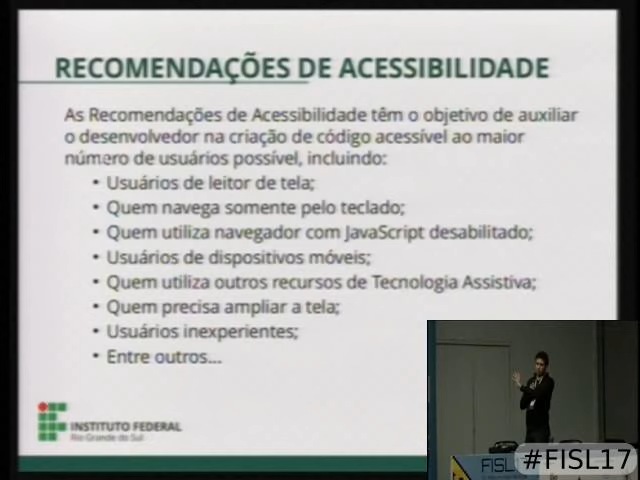 RECOMENDAÇÕES DE ACESSIBILIDADE
As Recomendações de Acessibilidade têm o objetivo de auxiliar
o desenvolvedor na criação de código acessível ao maior
número de usuários possível, incluindo:
• Usuários de leitor de tela;
• Quem navega somente pelo teclado;
• Quem utiliza navegador com JavaScript desabilitado;
• Usuários de dispositivos móveis;
• Quem utiliza outros recursos de Tecnologia Assistiva;
• Quem precisa ampliar a tela;
• Usuários inexperientes;
• Entre outros...
INSTITUTO FEDERAL
Rio Grande do Sul
FISL
#FISL17